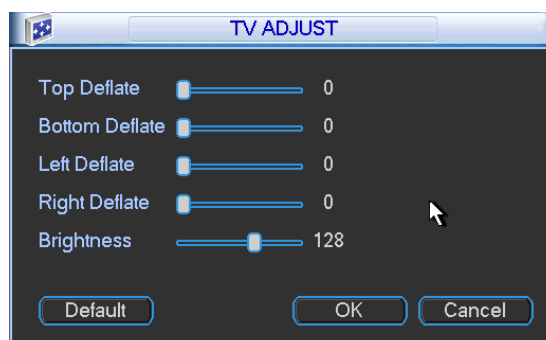 TV ADJUST
Top Deflate 0
Bottom Deflate 0
Left Deflate 0
Right Deflate 0
Brightness 128
Default OK Cancel